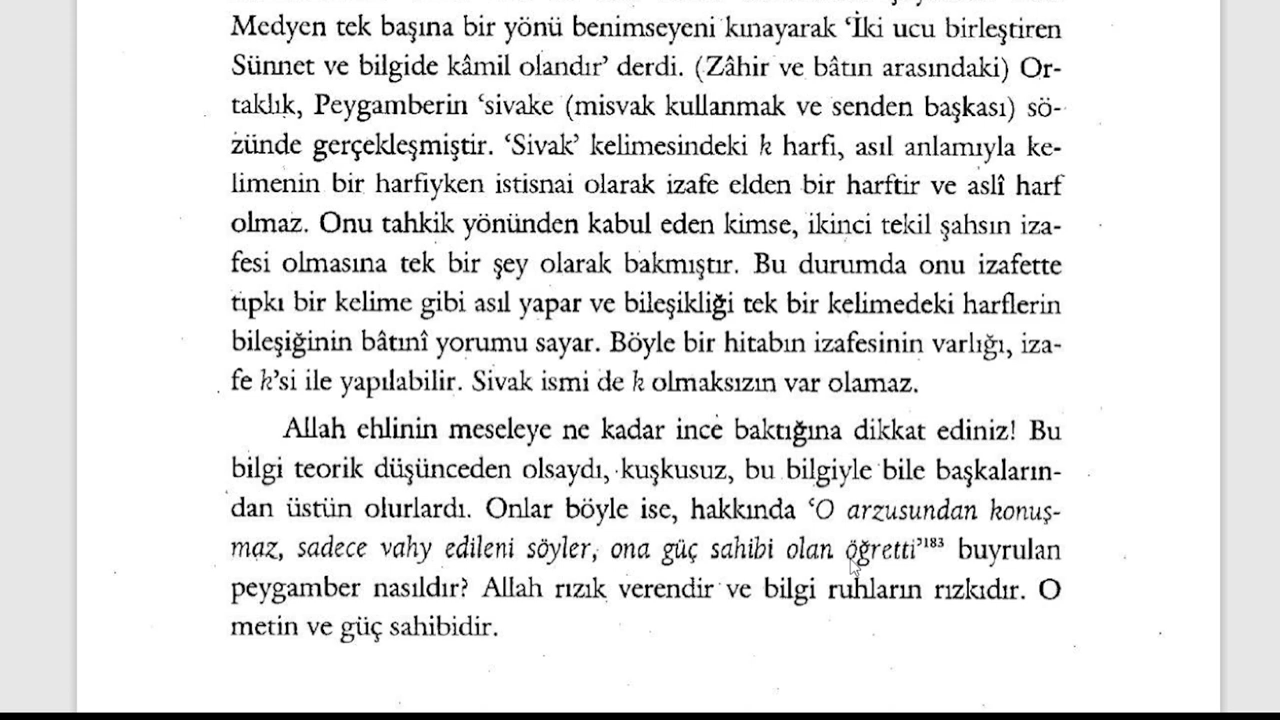 Medyen tek başına bir yönü benimseyeni kınayarak ‘İki ucu birleştiren
Sünnet ve bilgide kâmil olandır’ derdi. (Zâhir ve bâtın arasındaki) Or-
taklık, Peygamberin ‘sivake (misvak kullanmak ve senden başkası) sö-
zünde gerçekleşmiştir. ‘Sivak’ kelimesindeki k harfi, asıl anlamıyla ke-
limenin bir harfiyken istisnai olarak izafe elden bir harftir ve aslî harf
olmaz. Onu tahkik yönünden kabul eden kimse, ikinci tekil şahsın iza-
fesi olmasına tek bir şey olarak bakmıştır. Bu durumda onu izafette
tıpkı bir kelime gibi asıl yapar ve bileşikliği tek bir kelimedeki harflerin
bileşiğinin bâtınî yorumu sayar. Böyle bir hitabın izafesinin varlığı, iza-
fe k’si ile yapılabilir. Sivak ismi de k olmaksızın var olamaz.
Allah ehlinin meseleye ne kadar ince baktığına dikkat ediniz! Bu
bilgi teorik düşünceden olsaydı, kuşkusuz, bu bilgiyle bile başkaların-
dan üstün olurlardı. Onlar böyle ise, hakkında ‘O arzusundan konuş-
maz, sadece vahy edileni söyler, ona güç sahibi olan öğretti’183 buyrulan
peygamber nasıldır? Allah rızık verendir ve bilgi ruhların rızkıdır. O
metin ve güç sahibidir.